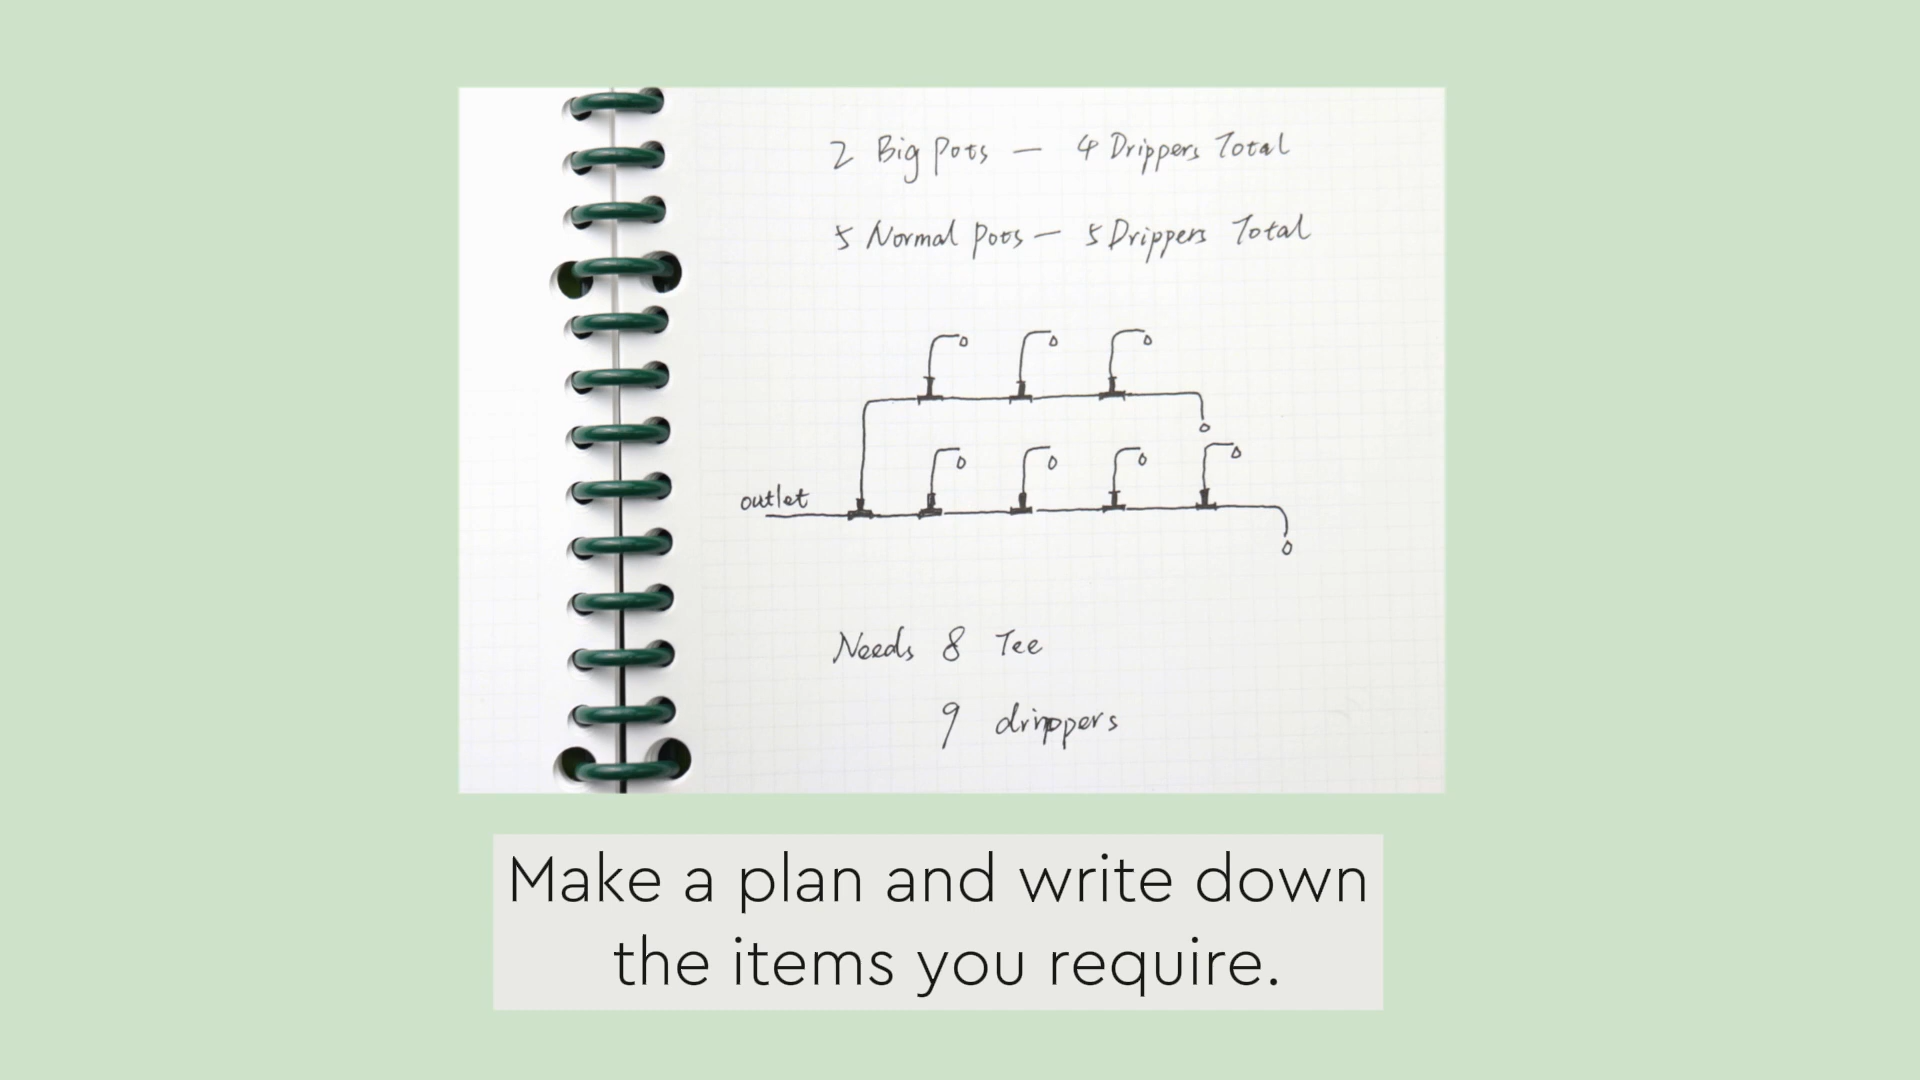 2 Big Pots — 4 Drippers Total
5 Normal Pots — 5 Drippers Total
outlet
Needs 8 Tee
9 drippers
Make a plan and write down
the items you require.